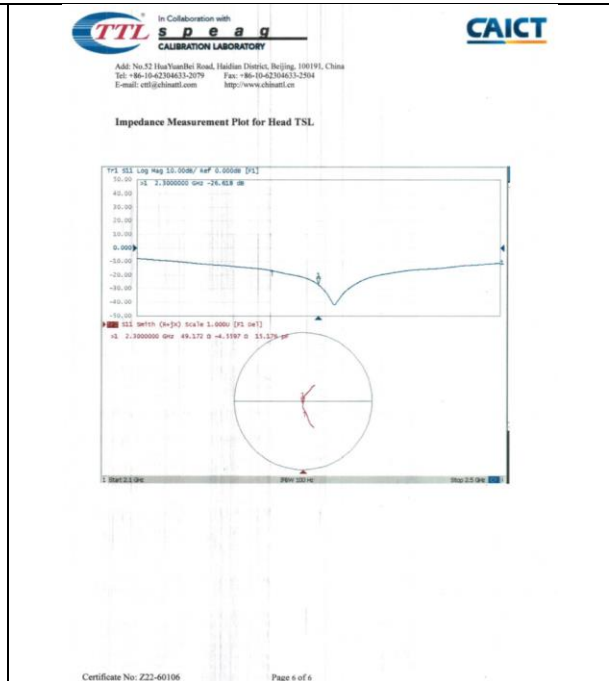 TTL
In Collaboration with
s p e a g
CALIBRATION LABORATORY
CAICT
Add: No.52 HuaYuanBei Road, Haidian District, Beijing, 100191, China
Tel: +86-10-62304633-2079 Fax: +86-10-62304633-2504
E-mail: cttl@chinattl.com http://www.chinattl.cn
Impedance Measurement Plot for Head TSL
Tr1 S11 Log Mag 10.00dB/ Ref 0.000dB [F1]
50.00
>1 2.3000000 GHz -26.618 dB
40.00
30.00
20.00
10.00
0.000
-10.00
-20.00
-30.00
-40.00
-50.00
S11 Smith (R+jX) Scale 1.000U [F1 Del]
>1 2.3000000 GHz 49.172 Ω -4.5597 Ω 15.176 pF
1 Start 2.1 GHz IFBW 100 Hz Stop 2.5 GHz
Certificate No: Z22-60106 Page 6 of 6